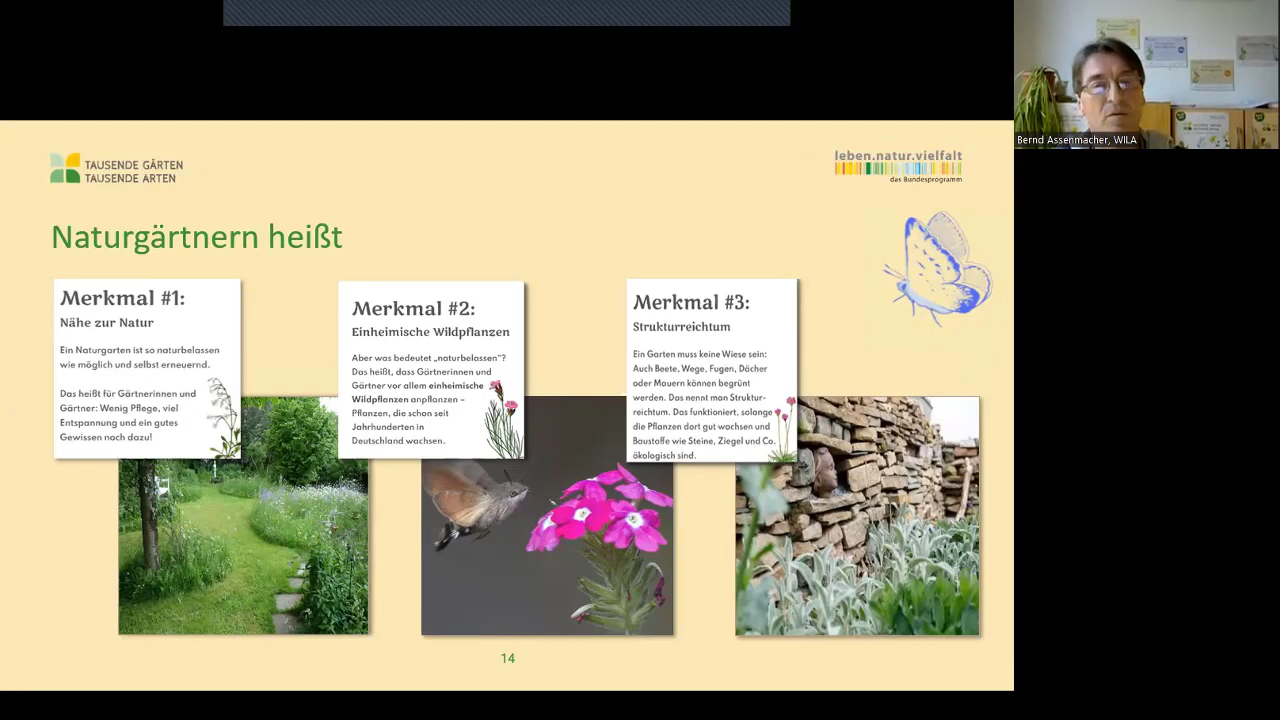 Bernd Assenmacher, WILA
TAUSENDE GÄRTEN
TAUSENDE ARTEN
leben.natur.vielfalt
das Bundesprogramm
Naturgärtnern heißt
Merkmal #1:
Nähe zur Natur
Ein Naturgarten ist so naturbelassen
wie möglich und selbst erneuernd.
Das heißt für Gärtnerinnen und
Gärtner: Wenig Pflege, viel
Entspannung und ein gutes
Gewissen noch dazu!
Merkmal #2:
Einheimische Wildpflanzen
Aber was bedeutet „naturbelassen“?
Das heißt, dass Gärtnerinnen und
Gärtner vor allem einheimische
Wildpflanzen anpflanzen –
Pflanzen, die schon seit
Jahrhunderten in
Deutschland wachsen.
Merkmal #3:
Strukturreichtum
Ein Garten muss keine Wiese sein:
Auch Beete, Wege, Fugen, Dächer
oder Mauern können begrünt
werden. Das nennt man Struktur-
reichtum. Das funktioniert, solange
die Pflanzen dort gut wachsen und
Baustoffe wie Steine, Ziegel und Co.
ökologisch sind.
14